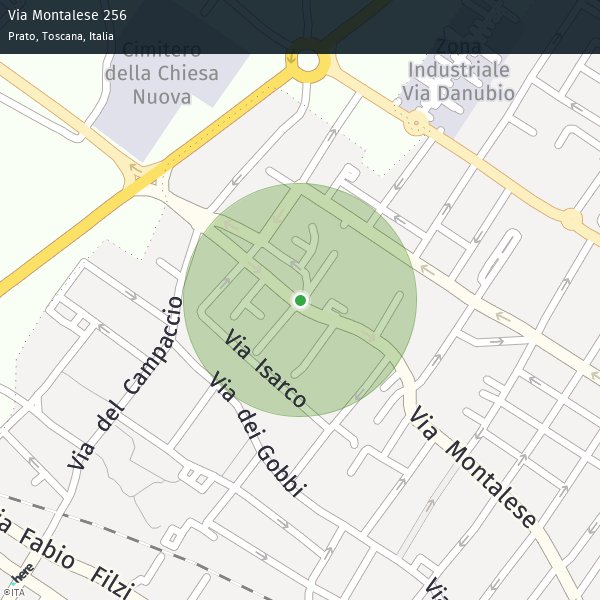 Via Montalese 256
Prato, Toscana, Italia
Cimitero
della Chiesa
Nuova
Zona
Industriale
Via Danubio
Via del Campaccio
Via Isarco
Via dei Gobbi
Via Montalese
ia Fabio Filzi
Via
here
©ITA